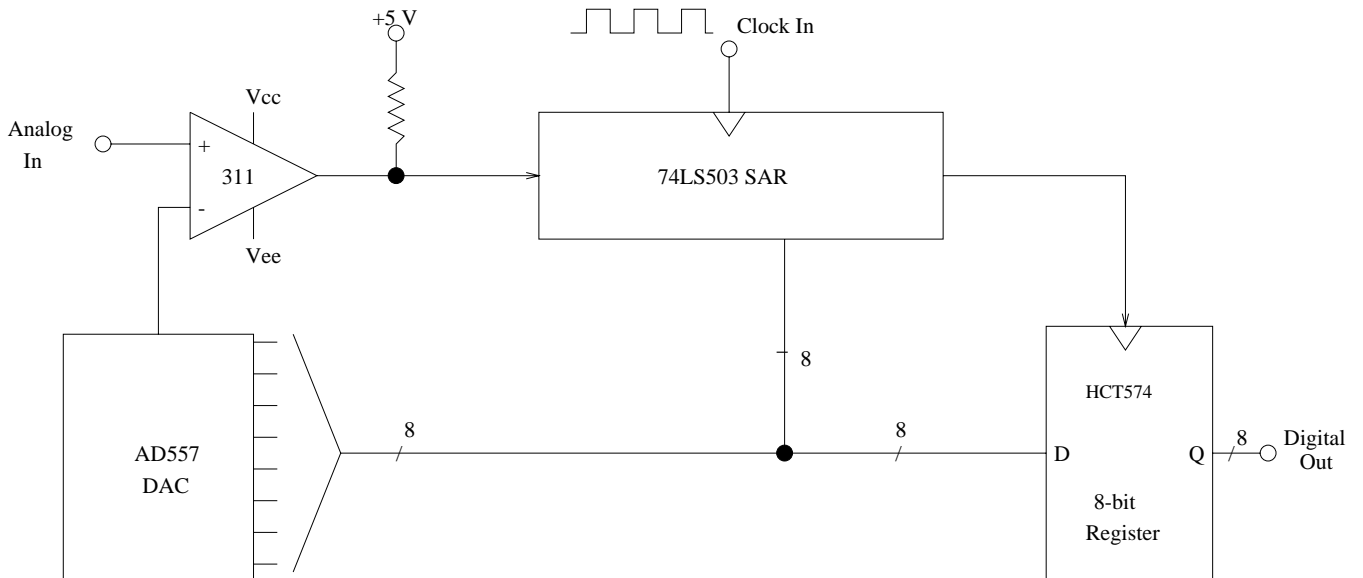 +5 V
Clock In
Vcc
Analog
In
+
311
-
Vee
74LS503 SAR
8
HCT574
8
8
8
Digital
Out
AD557
DAC
D
Q
8-bit
Register